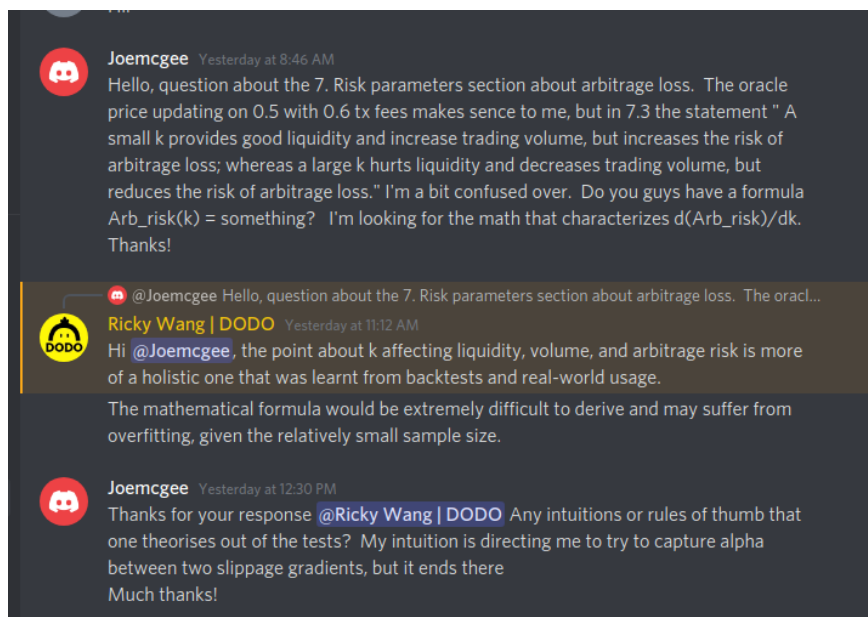 Joemcgee Yesterday at 8:46 AM
Hello, question about the 7. Risk parameters section about arbitrage loss.  The oracle
price updating on 0.5 with 0.6 tx fees makes sence to me, but in 7.3 the statement " A
small k provides good liquidity and increase trading volume, but increases the risk of
arbitrage loss; whereas a large k hurts liquidity and decreases trading volume, but
reduces the risk of arbitrage loss." I'm a bit confused over.  Do you guys have a formula
Arb_risk(k) = something?   I'm looking for the math that characterizes d(Arb_risk)/dk.
Thanks!
@Joemcgee Hello, question about the 7. Risk parameters section about arbitrage loss.  The oracl...
Ricky Wang | DODO Yesterday at 11:12 AM
DODO
Hi @Joemcgee, the point about k affecting liquidity, volume, and arbitrage risk is more
of a holistic one that was learnt from backtests and real-world usage.
The mathematical formula would be extremely difficult to derive and may suffer from
overfitting, given the relatively small sample size.
Joemcgee Yesterday at 12:30 PM
Thanks for your response @Ricky Wang | DODO Any intuitions or rules of thumb that
one theorises out of the tests?  My intuition is directing me to try to capture alpha
between two slippage gradients, but it ends there
Much thanks!